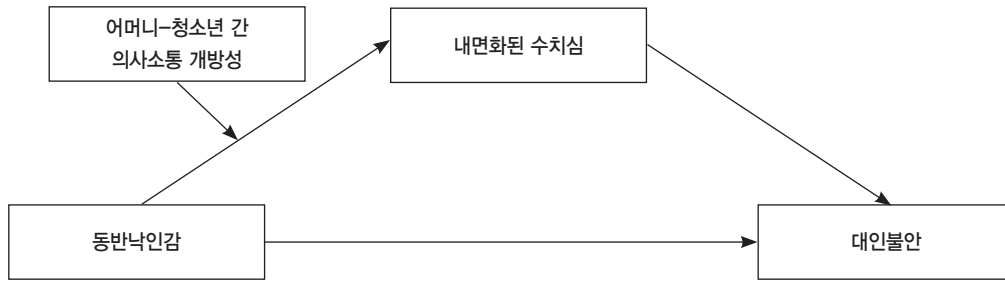 어머니-청소년 간
의사소통 개방성
내면화된 수치심
동반낙인감
대인불안